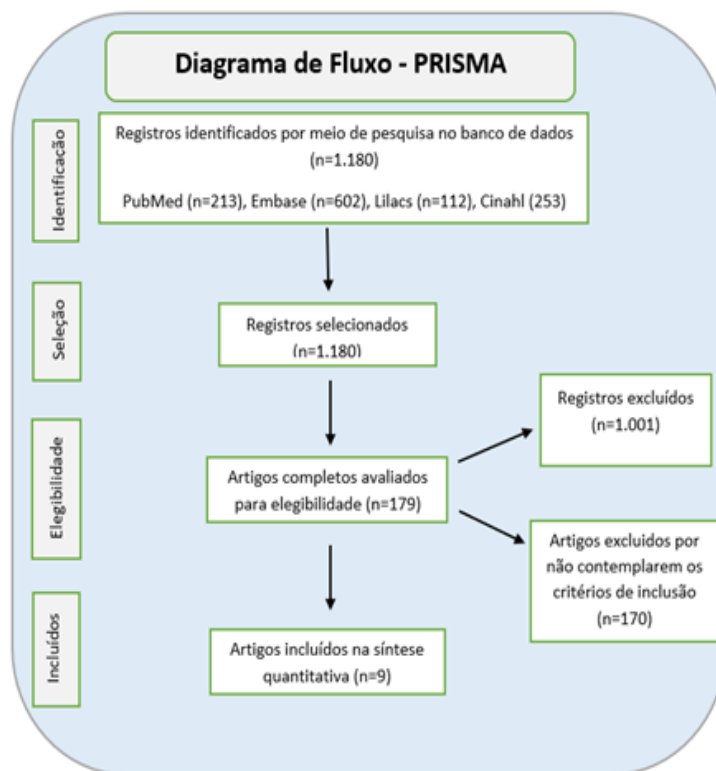 Diagrama de Fluxo - PRISMA
Identificação
Registros identificados por meio de pesquisa no banco de dados
(n=1.180)
PubMed (n=213), Embase (n=602), Lilacs (n=112), Cinahl (253)
Seleção
Registros selecionados
(n=1.180)
Registros excluídos
(n=1.001)
Elegibilidade
Artigos completos avaliados
para elegibilidade (n=179)
Artigos excluidos por
não contemplarem os
critérios de inclusão
(n=170)
Incluídos
Artigos incluídos na síntese
quantitativa (n=9)